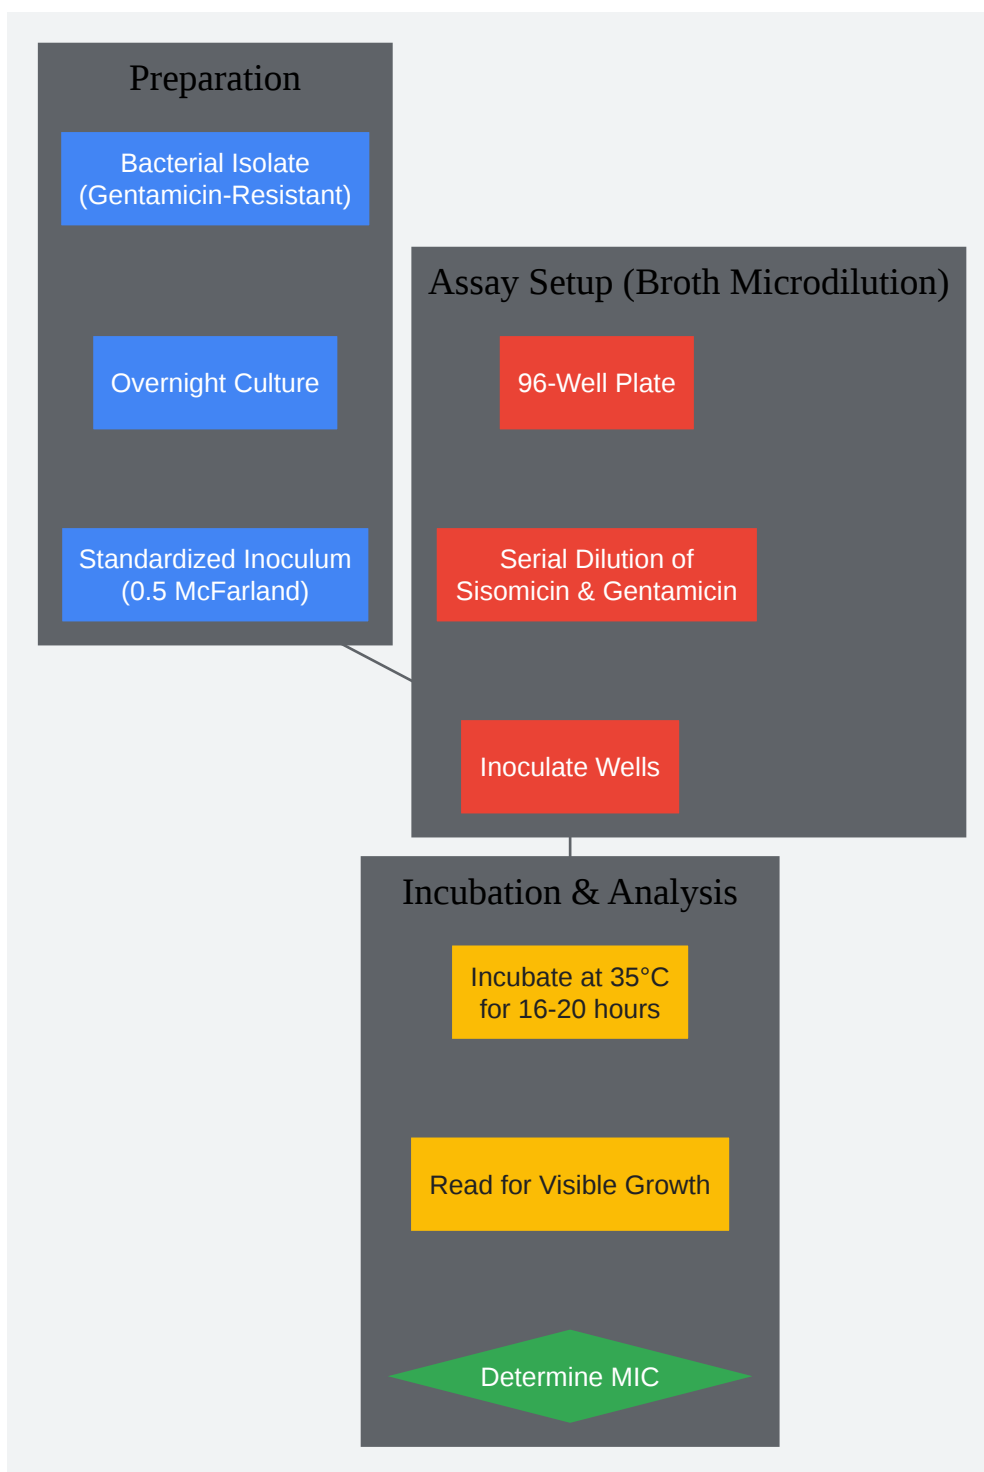 Preparation
Bacterial Isolate
(Gentamicin-Resistant)
Overnight Culture
Standardized Inoculum
(0.5 McFarland)
Assay Setup (Broth Microdilution)
96-Well Plate
Serial Dilution of
Sisomicin & Gentamicin
Inoculate Wells
Incubation & Analysis
Incubate at 35°C
for 16-20 hours
Read for Visible Growth
Determine MIC